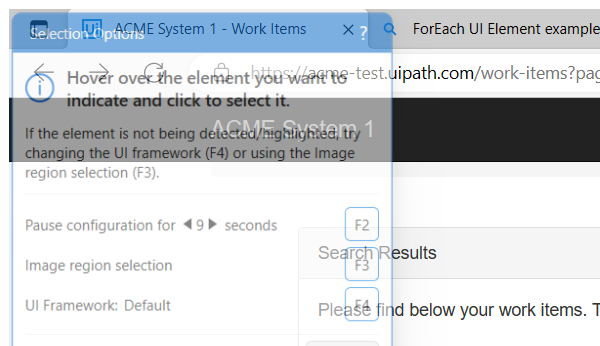 Selection Options
?
ACME System 1 - Work Items
ForEach UI Element example
https://acme-test.uipath.com/work-items?pag
Hover over the element you want to
indicate and click to select it.
ACME System 1
If the element is not being detected/highlighted, try
changing the UI framework (F4) or using the Image
region selection (F3).
Pause configuration for 9 seconds F2
Search Results
Image region selection F3
UI Framework: Default F4
Please find below your work items. T